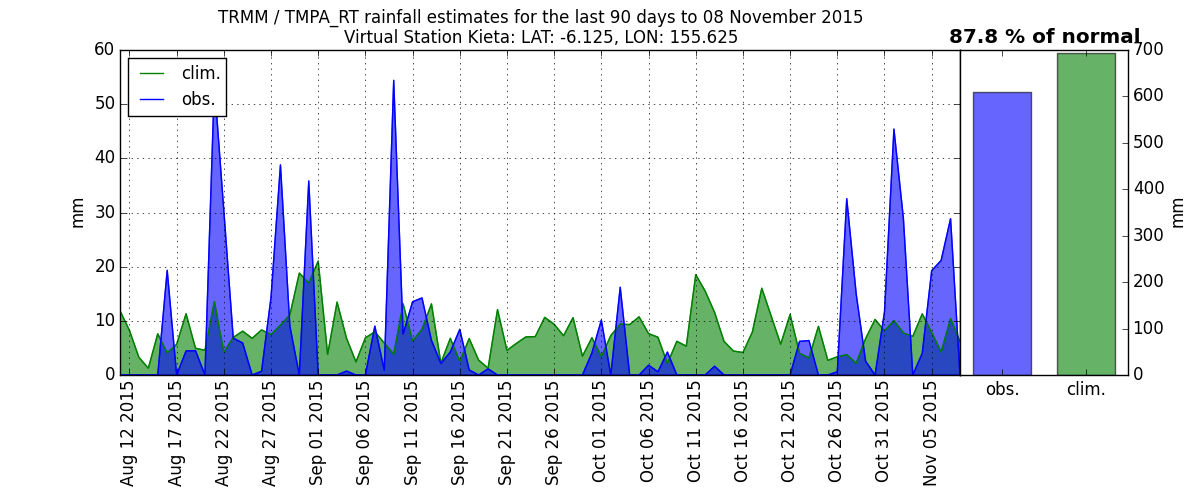 TRMM / TMPA_RT rainfall estimates for the last 90 days to 08 November 2015
Virtual Station Kieta: LAT: -6.125, LON: 155.625
87.8 % of normal
clim.
obs.
60
50
40
30
20
10
0
mm
Aug 12 2015
Aug 17 2015
Aug 22 2015
Aug 27 2015
Sep 01 2015
Sep 06 2015
Sep 11 2015
Sep 16 2015
Sep 21 2015
Sep 26 2015
Oct 01 2015
Oct 06 2015
Oct 11 2015
Oct 16 2015
Oct 21 2015
Oct 26 2015
Oct 31 2015
Nov 05 2015
700
600
500
400
300
200
100
0
mm
obs.
clim.